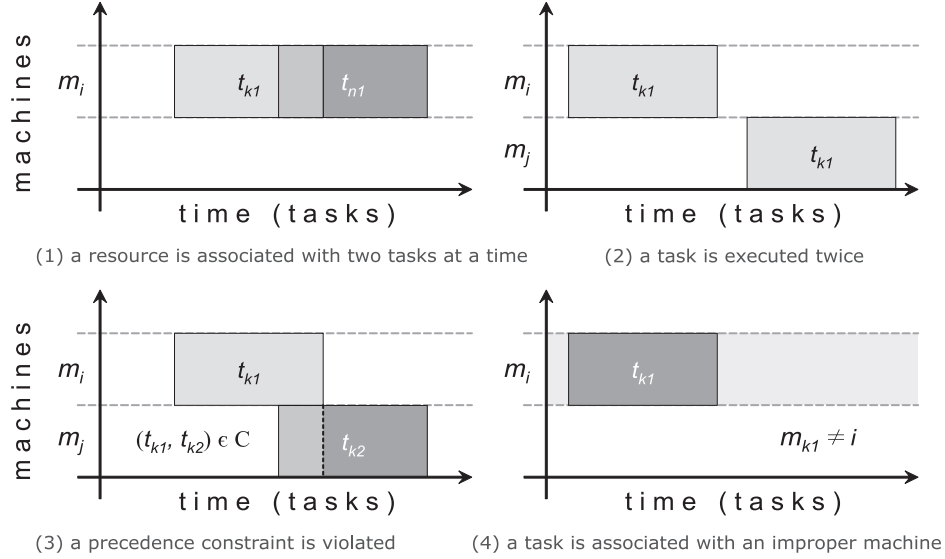 machines
m_i
t_k1
t_n1
time (tasks)
(1) a resource is associated with two tasks at a time
m_i
m_j
t_k1
t_k1
time (tasks)
(2) a task is executed twice
machines
m_i
m_j
t_k1
(t_k1, t_k2) ϵ C
t_k2
time (tasks)
(3) a precedence constraint is violated
m_i
t_k1
m_k1 ≠ i
time (tasks)
(4) a task is associated with an improper machine